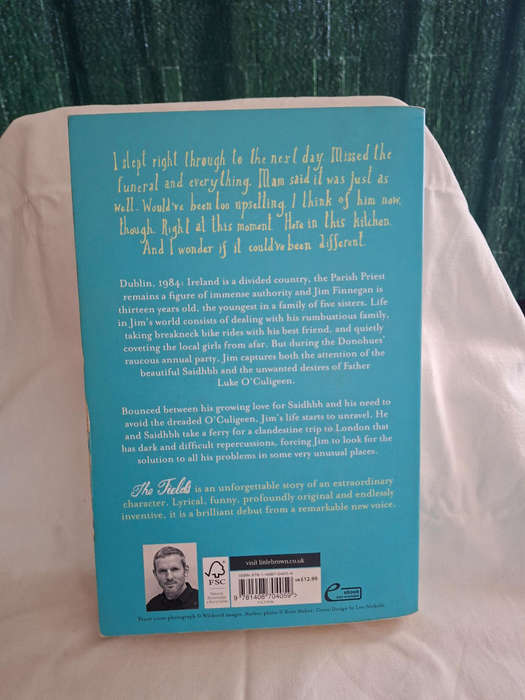 I slept right through to the next day. Missed the
funeral and everything. Mam said it was just as
well. Would've been too upsetting. I think of him now,
though. Right at this moment. Here in this kitchen.
And I wonder if it could've been different.
Dublin, 1984: Ireland is a divided country, the Parish Priest
remains a figure of immense authority and Jim Finnegan is
thirteen years old, the youngest in a family of five sisters. Life
in Jim's world consists of dealing with his rumbustious family,
taking breakneck bike rides with his best friend, and quietly
coveting the local girls from afar. But during the Donohues'
raucous annual party, Jim captures both the attention of the
beautiful Saidhbh and the unwanted desires of Father
Luke O'Culigeen.
Bounced between his growing love for Saidhbh and his need to
avoid the dreaded O'Culigeen, Jim's life starts to unravel. He
and Saidhbh take a ferry for a clandestine trip to London that
has dark and difficult repercussions, forcing Jim to look for the
solution to all his problems in some very unusual places.
The Fields is an unforgettable story of an extraordinary
character. Lyrical, funny, profoundly original and endlessly
inventive, it is a brilliant debut from a remarkable new voice.
visit littlebrown.co.uk
FSC
UK £12.99
9 781408 704059
ebook